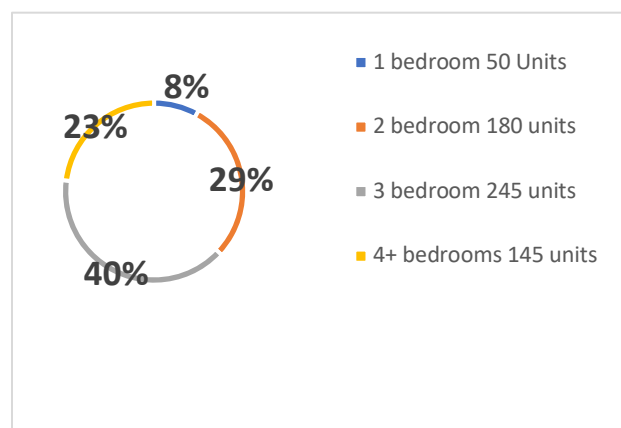 8%
29%
40%
23%
1 bedroom 50 Units
2 bedroom 180 units
3 bedroom 245 units
4+ bedrooms 145 units